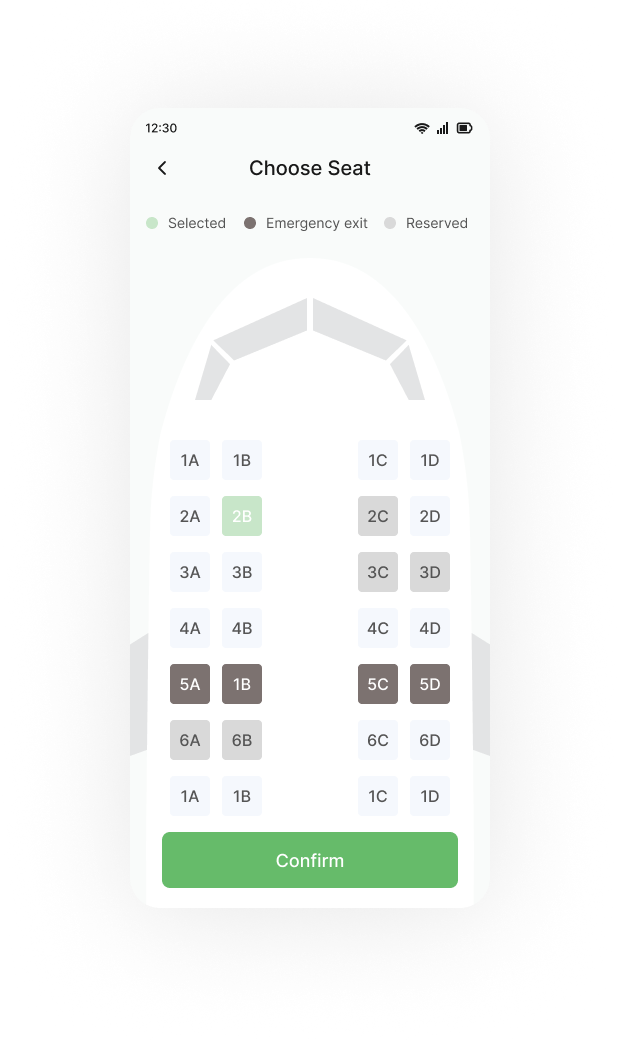 12:30
Choose Seat
Selected Emergency exit Reserved
1A 1B 1C 1D
2A 2B 2C 2D
3A 3B 3C 3D
4A 4B 4C 4D
5A 1B 5C 5D
6A 6B 6C 6D
1A 1B 1C 1D
Confirm